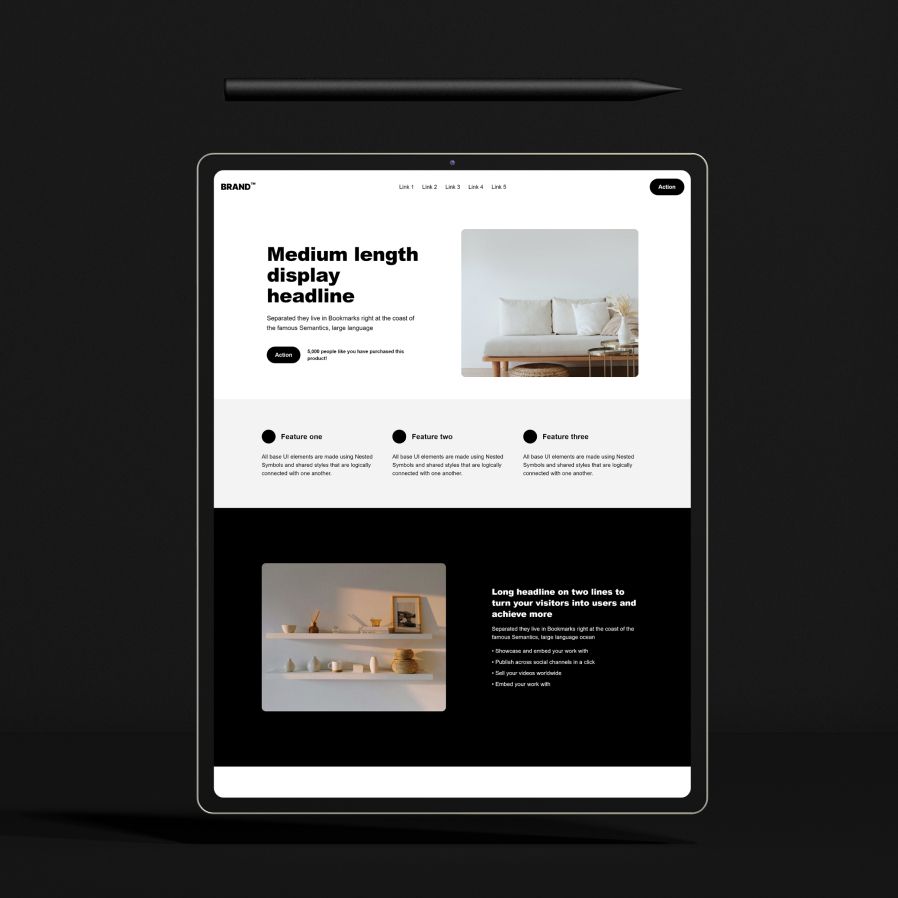 BRAND™
Link 1 Link 2 Link 3 Link 4 Link 5
Action
Medium length
display
headline
Separated they live in Bookmarks right at the coast of
the famous Semantics, large language
Action
5,000 people like you have purchased this
product!
Feature one
All base UI elements are made using Nested
Symbols and shared styles that are logically
connected with one another.
Feature two
All base UI elements are made using Nested
Symbols and shared styles that are logically
connected with one another.
Feature three
All base UI elements are made using Nested
Symbols and shared styles that are logically
connected with one another.
Long headline on two lines to
turn your visitors into users and
achieve more
Separated they live in Bookmarks right at the coast of the
famous Semantics, large language ocean
• Showcase and embed your work with
• Publish across social channels in a click
• Sell your videos worldwide
• Embed your work with